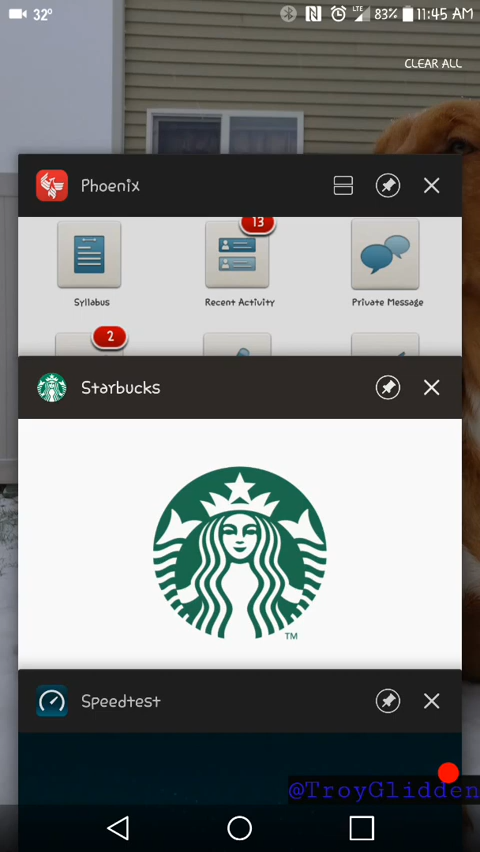 32° LTE 83% 11:45 AM
CLEAR ALL
Phoenix
13
Syllabus Recent Activity Private Message
2
Starbucks
TM
Speedtest
@TroyGlidden